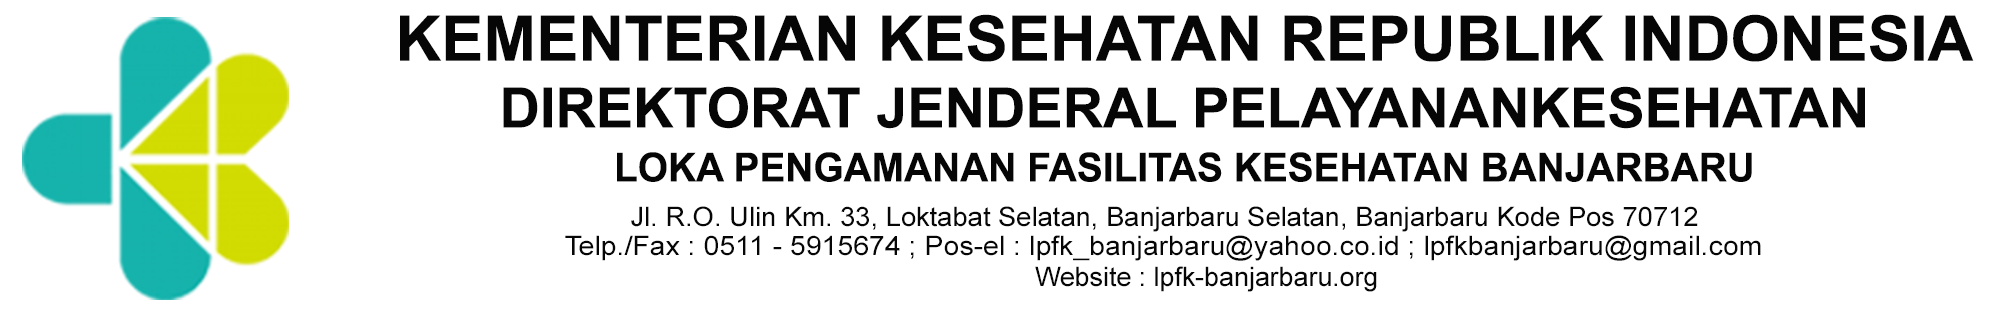 KEMENTERIAN KESEHATAN REPUBLIK INDONESIA
DIREKTORAT JENDERAL PELAYANANKESEHATAN
LOKA PENGAMANAN FASILITAS KESEHATAN BANJARBARU
Jl. R.O. Ulin Km. 33, Loktabat Selatan, Banjarbaru Selatan, Banjarbaru Kode Pos 70712
Telp./Fax : 0511 - 5915674 ; Pos-el : lpfk_banjarbaru@yahoo.co.id ; lpfkbanjarbaru@gmail.com
Website : lpfk-banjarbaru.org